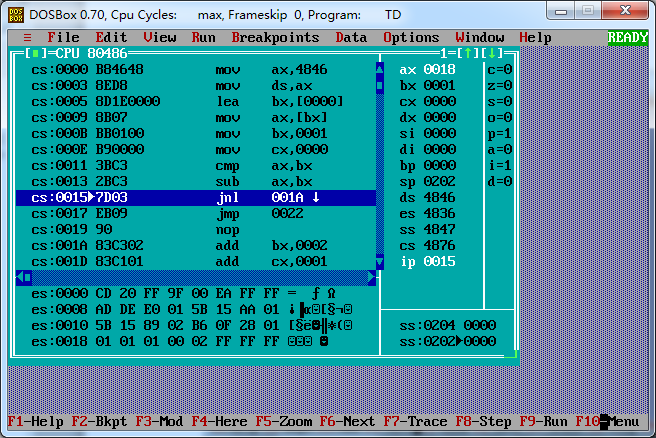 DOSBox 0.70, Cpu Cycles: max, Frameskip 0, Program: TD
≡ File Edit View Run Breakpoints Data Options Window Help READY
[■]=CPU 80486 1=[↑][↓]
cs:0000 B84648 mov ax,4846 ax 0018 c=0
cs:0003 8ED8 mov ds,ax bx 0001 z=0
cs:0005 8D1E0000 lea bx,[0000] cx 0000 s=0
cs:0009 8B07 mov ax,[bx] dx 0000 o=0
cs:000B BB0100 mov bx,0001 si 0000 p=1
cs:000E B90000 mov cx,0000 di 0000 a=0
cs:0011 3BC3 cmp ax,bx bp 0000 i=1
cs:0013 2BC3 sub ax,bx sp 0202 d=0
cs:0015►7D03 jnl 001A ↓ ds 4846
cs:0017 EB09 jmp 0022 es 4836
cs:0019 90 nop ss 4847
cs:001A 83C302 add bx,0002 cs 4876
cs:001D 83C101 add cx,0001 ip 0015
es:0000 CD 20 FF 9F 00 EA FF FF = ƒ Ω
es:0008 AD DE E0 01 5B 15 AA 01 ¡▐α☺[§¬☺
es:0010 5B 15 89 02 B6 0F 28 01 [§ë☻╢☼(☺ ss:0204 0000
es:0018 01 01 01 00 02 FF FF FF ☺☺☺ ☻ ss:0202►0000
F1-Help F2-Bkpt F3-Mod F4-Here F5-Zoom F6-Next F7-Trace F8-Step F9-Run F10 Menu